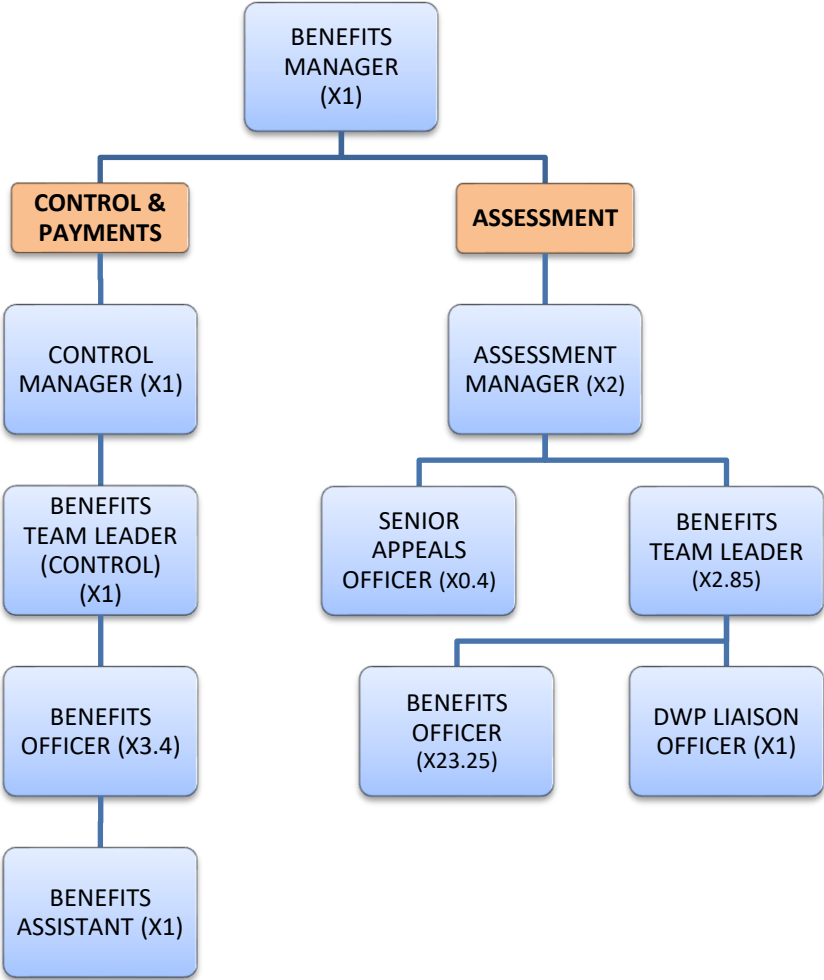 BENEFITS
MANAGER
(X1)
CONTROL &
PAYMENTS
ASSESSMENT
CONTROL
MANAGER (X1)
ASSESSMENT
MANAGER (X2)
BENEFITS
TEAM LEADER
(CONTROL)
(X1)
SENIOR
APPEALS
OFFICER (X0.4)
BENEFITS
TEAM LEADER
(X2.85)
BENEFITS
OFFICER (X3.4)
BENEFITS
OFFICER
(X23.25)
DWP LIAISON
OFFICER (X1)
BENEFITS
ASSISTANT (X1)